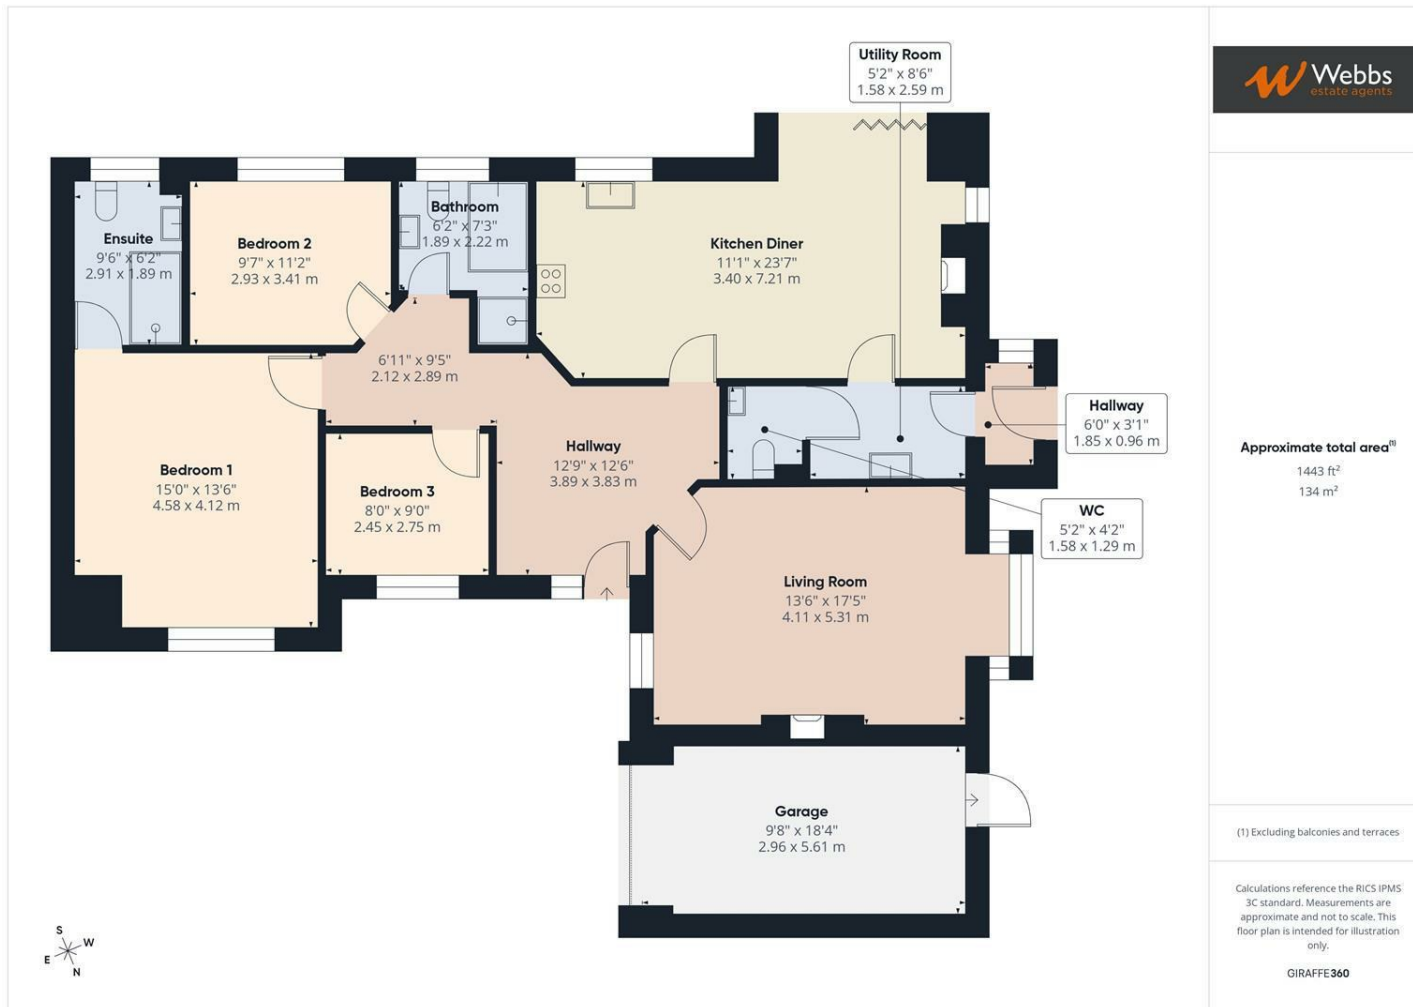 Utility Room
5'2" x 8'6"
1.58 x 2.59 m
Webbs
estate agents
Ensuite
9'6" x 6'2"
2.91 x 1.89 m
Bedroom 2
9'7" x 11'2"
2.93 x 3.41 m
Bathroom
6'2" x 7'3"
1.89 x 2.22 m
Kitchen Diner
11'1" x 23'7"
3.40 x 7.21 m
6'11" x 9'5"
2.12 x 2.89 m
Hallway
6'0" x 3'1"
1.85 x 0.96 m
Hallway
12'9" x 12'6"
3.89 x 3.83 m
Bedroom 1
15'0" x 13'6"
4.58 x 4.12 m
Bedroom 3
8'0" x 9'0"
2.45 x 2.75 m
WC
5'2" x 4'2"
1.58 x 1.29 m
Living Room
13'6" x 17'5"
4.11 x 5.31 m
Garage
9'8" x 18'4"
2.96 x 5.61 m
S
W
E
N
Approximate total area(1)
1443 ft²
134 m²
(1) Excluding balconies and terraces
Calculations reference the RICS IPMS
3C standard. Measurements are
approximate and not to scale. This
floor plan is intended for illustration
only.
GIRAFFE360